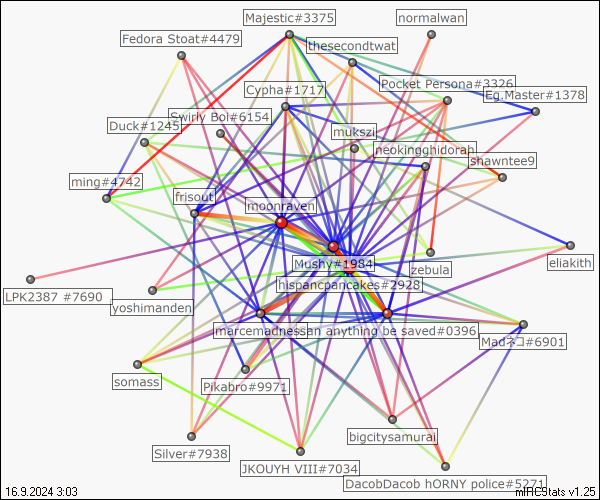 Majestic#3375
normalwan
Fedora Stoat#4479
thesecondtwat
Pocket Persona#3326
Cypha#1717
Eg.Master#1378
Swirly Boi#6154
Duck#1245
mukszi
neokingghidorah
shawntee9
ming#4742
frisout
moonraven
Mushy#1984
zebula
eliakith
hispancpancakes#2928
LPK2387 #7690
yoshimanden
marcemadness
an anything be saved#0396
Madネコ#6901
somass
Pikabro#9971
bigcitysamurai
Silver#7938
JKOUYH VIII#7034
DacobDacob hORNY police#5271
16.9.2024 3:03
mIRCStats v1.25